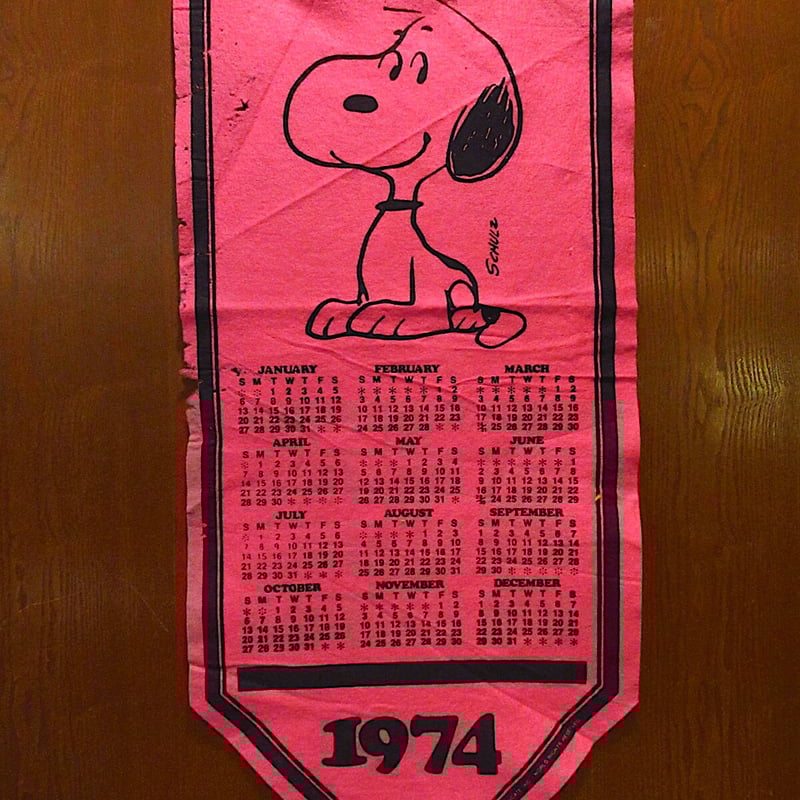 SCHULZ
JANUARY
S M T W T F S
* * 1 2 3 4 5
6 7 8 9 10 11 12
13 14 15 16 17 18 19
20 21 22 23 24 25 26
27 28 29 30 31 * *
FEBRUARY
S M T W T F S
* * * * * 1 2
3 4 5 6 7 8 9
10 11 12 13 14 15 16
17 18 19 20 21 22 23
24 25 26 27 28 * *
MARCH
S M T W T F S
* * * * * 1 2
3 4 5 6 7 8 9
10 11 12 13 14 15 16
17 18 19 20 21 22 23
25 26 27 28 29 30
APRIL
S M T W T F S
* 1 2 3 4 5 6
7 8 9 10 11 12 13
14 15 16 17 18 19 20
21 22 23 24 25 26 27
28 29 30 * * * *
MAY
S M T W T F S
* * * 1 2 3 4
5 6 7 8 9 10 11
12 13 14 15 16 17 18
19 20 21 22 23 24 25
26 27 28 29 30 31 *
JUNE
S M T W T F S
* * * * * * 1
2 3 4 5 6 7 8
9 10 11 12 13 14 15
16 17 18 19 20 21 22
24 25 26 27 28 29
JULY
S M T W T F S
* 1 2 3 4 5 6
7 8 9 10 11 12 13
14 15 16 17 18 19 20
21 22 23 24 25 26 27
28 29 30 31 * * *
AUGUST
S M T W T F S
* * * * 1 2 3
4 5 6 7 8 9 10
11 12 13 14 15 16 17
18 19 20 21 22 23 24
25 26 27 28 29 30 31
SEPTEMBER
S M T W T F S
1 2 3 4 5 6 7
8 9 10 11 12 13 14
15 16 17 18 19 20 21
22 23 24 25 26 27 28
29 30 * * * * *
OCTOBER
S M T W T F S
* * 1 2 3 4 5
6 7 8 9 10 11 12
13 14 15 16 17 18 19
20 21 22 23 24 25 26
27 28 29 30 31 * *
NOVEMBER
S M T W T F S
* * * * * 1 2
3 4 5 6 7 8 9
10 11 12 13 14 15 16
17 18 19 20 21 22 23
24 25 26 27 28 29 30
DECEMBER
S M T W T F S
1 2 3 4 5 6 7
8 9 10 11 12 13 14
15 16 17 18 19 20 21
22 23 24 25 26 27 28
29 30 31 * * * *
1974
WORLD RIGHTS RESERVED